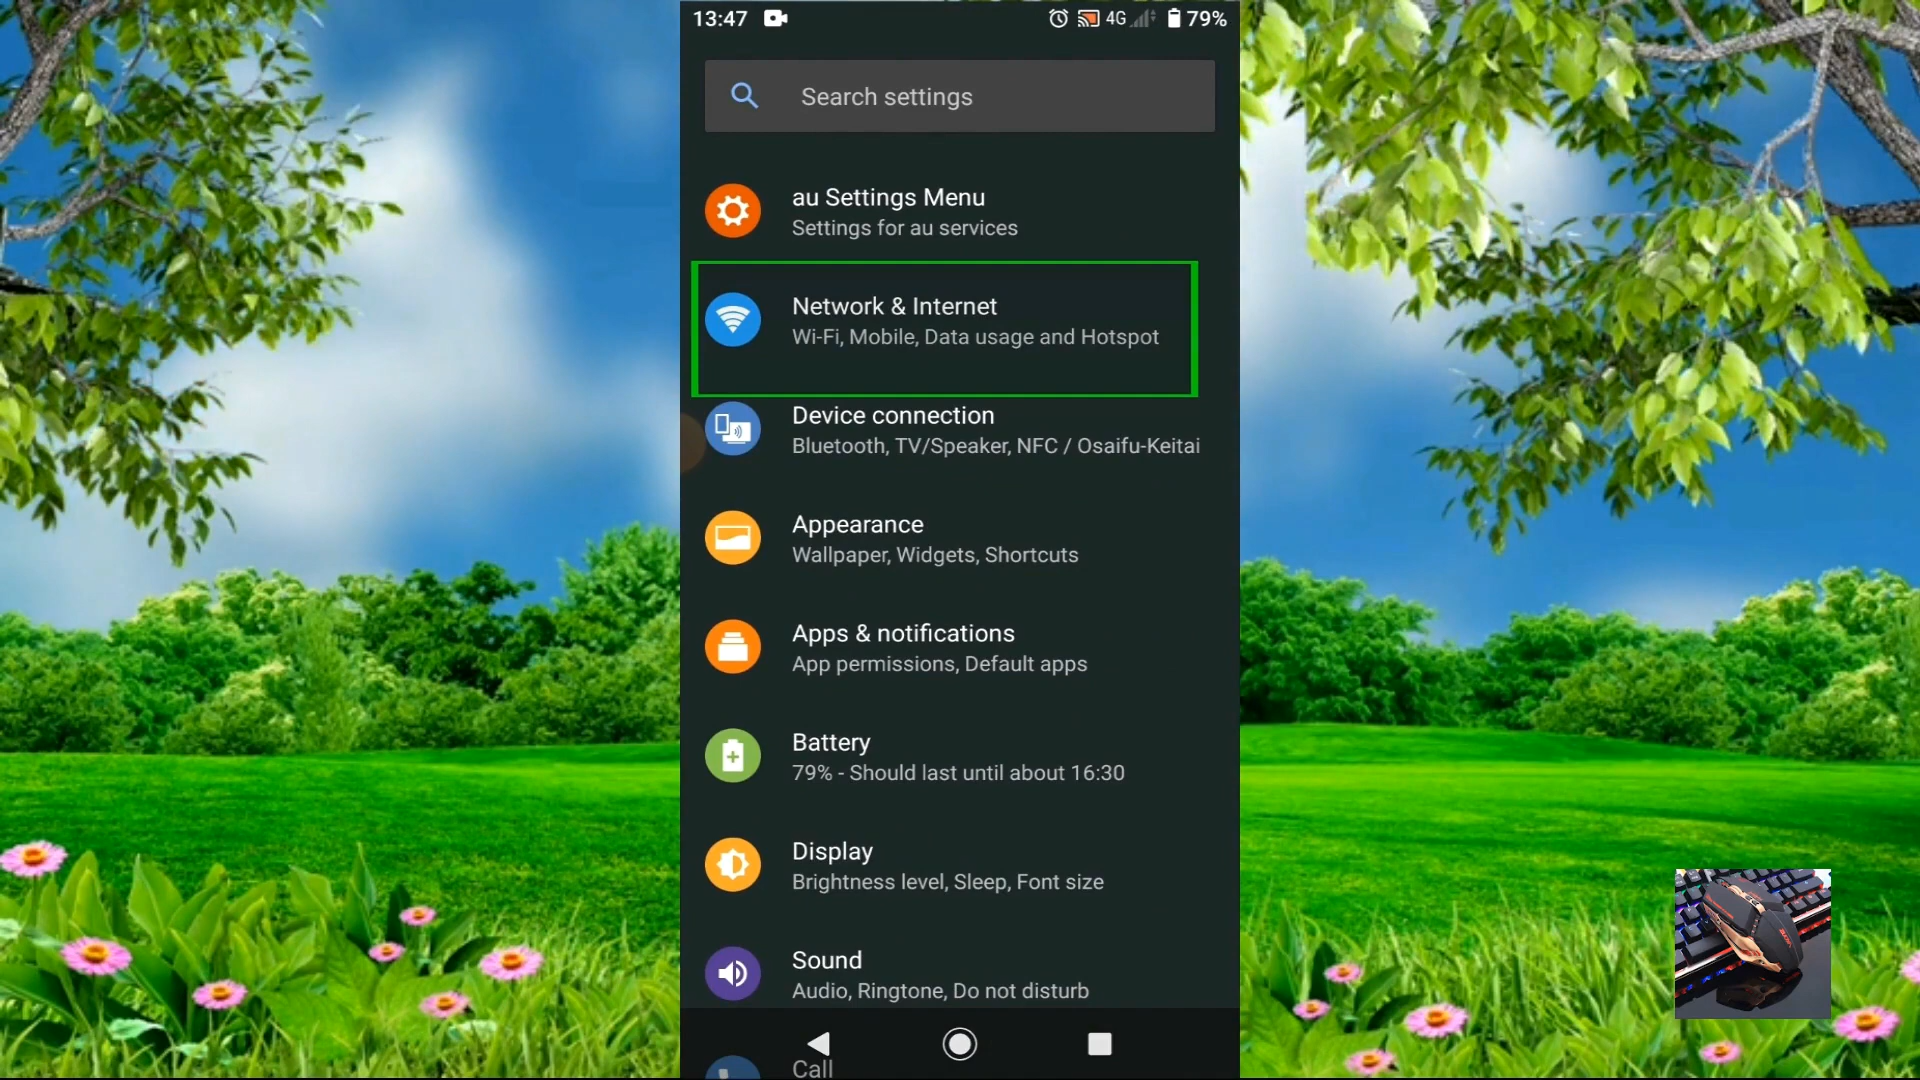 13:47 4G 79%
Search settings
au Settings Menu
Settings for au services
Network & Internet
Wi-Fi, Mobile, Data usage and Hotspot
Device connection
Bluetooth, TV/Speaker, NFC / Osaifu-Keitai
Appearance
Wallpaper, Widgets, Shortcuts
Apps & notifications
App permissions, Default apps
Battery
79% - Should last until about 16:30
Display
Brightness level, Sleep, Font size
Sound
Audio, Ringtone, Do not disturb
Call